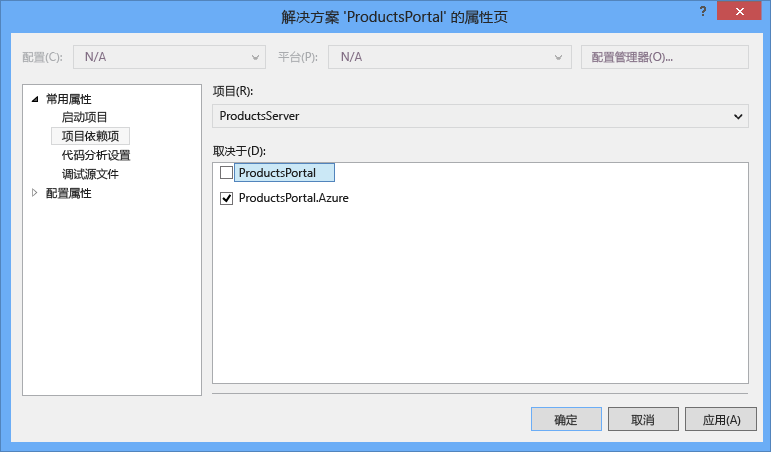 解决方案 'ProductsPortal' 的属性页
?
配置(C): N/A 平台(P): N/A 配置管理器(O)...
常用属性
启动项目
项目依赖项
代码分析设置
调试源文件
配置属性
项目(R):
ProductsServer
取决于(D):
ProductsPortal
ProductsPortal.Azure
确定 取消 应用(A)